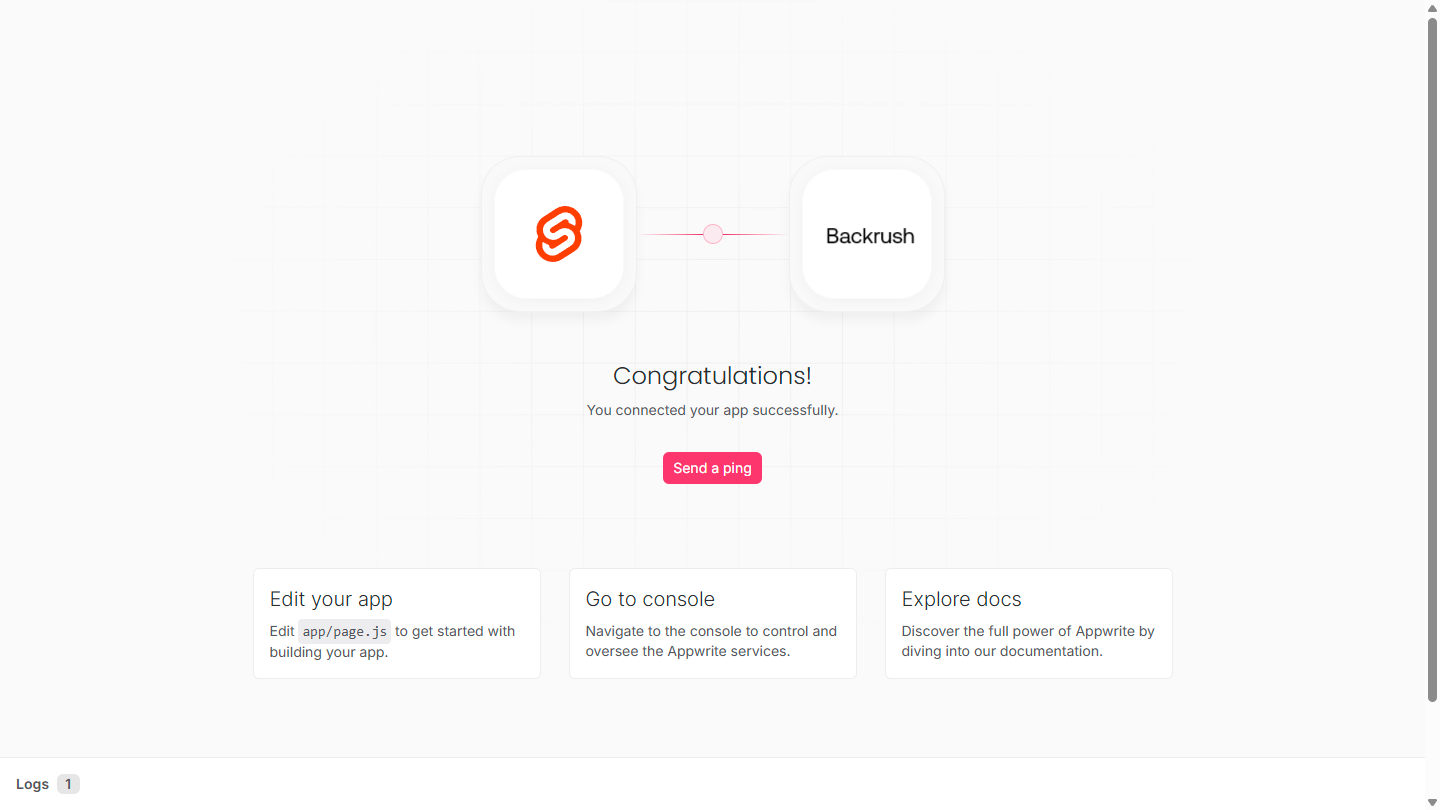 Backrush
Congratulations!
You connected your app successfully.
Send a ping
Edit your app
Edit app/page.js to get started with
building your app.
Go to console
Navigate to the console to control and
oversee the Appwrite services.
Explore docs
Discover the full power of Appwrite by
diving into our documentation.
Logs 1